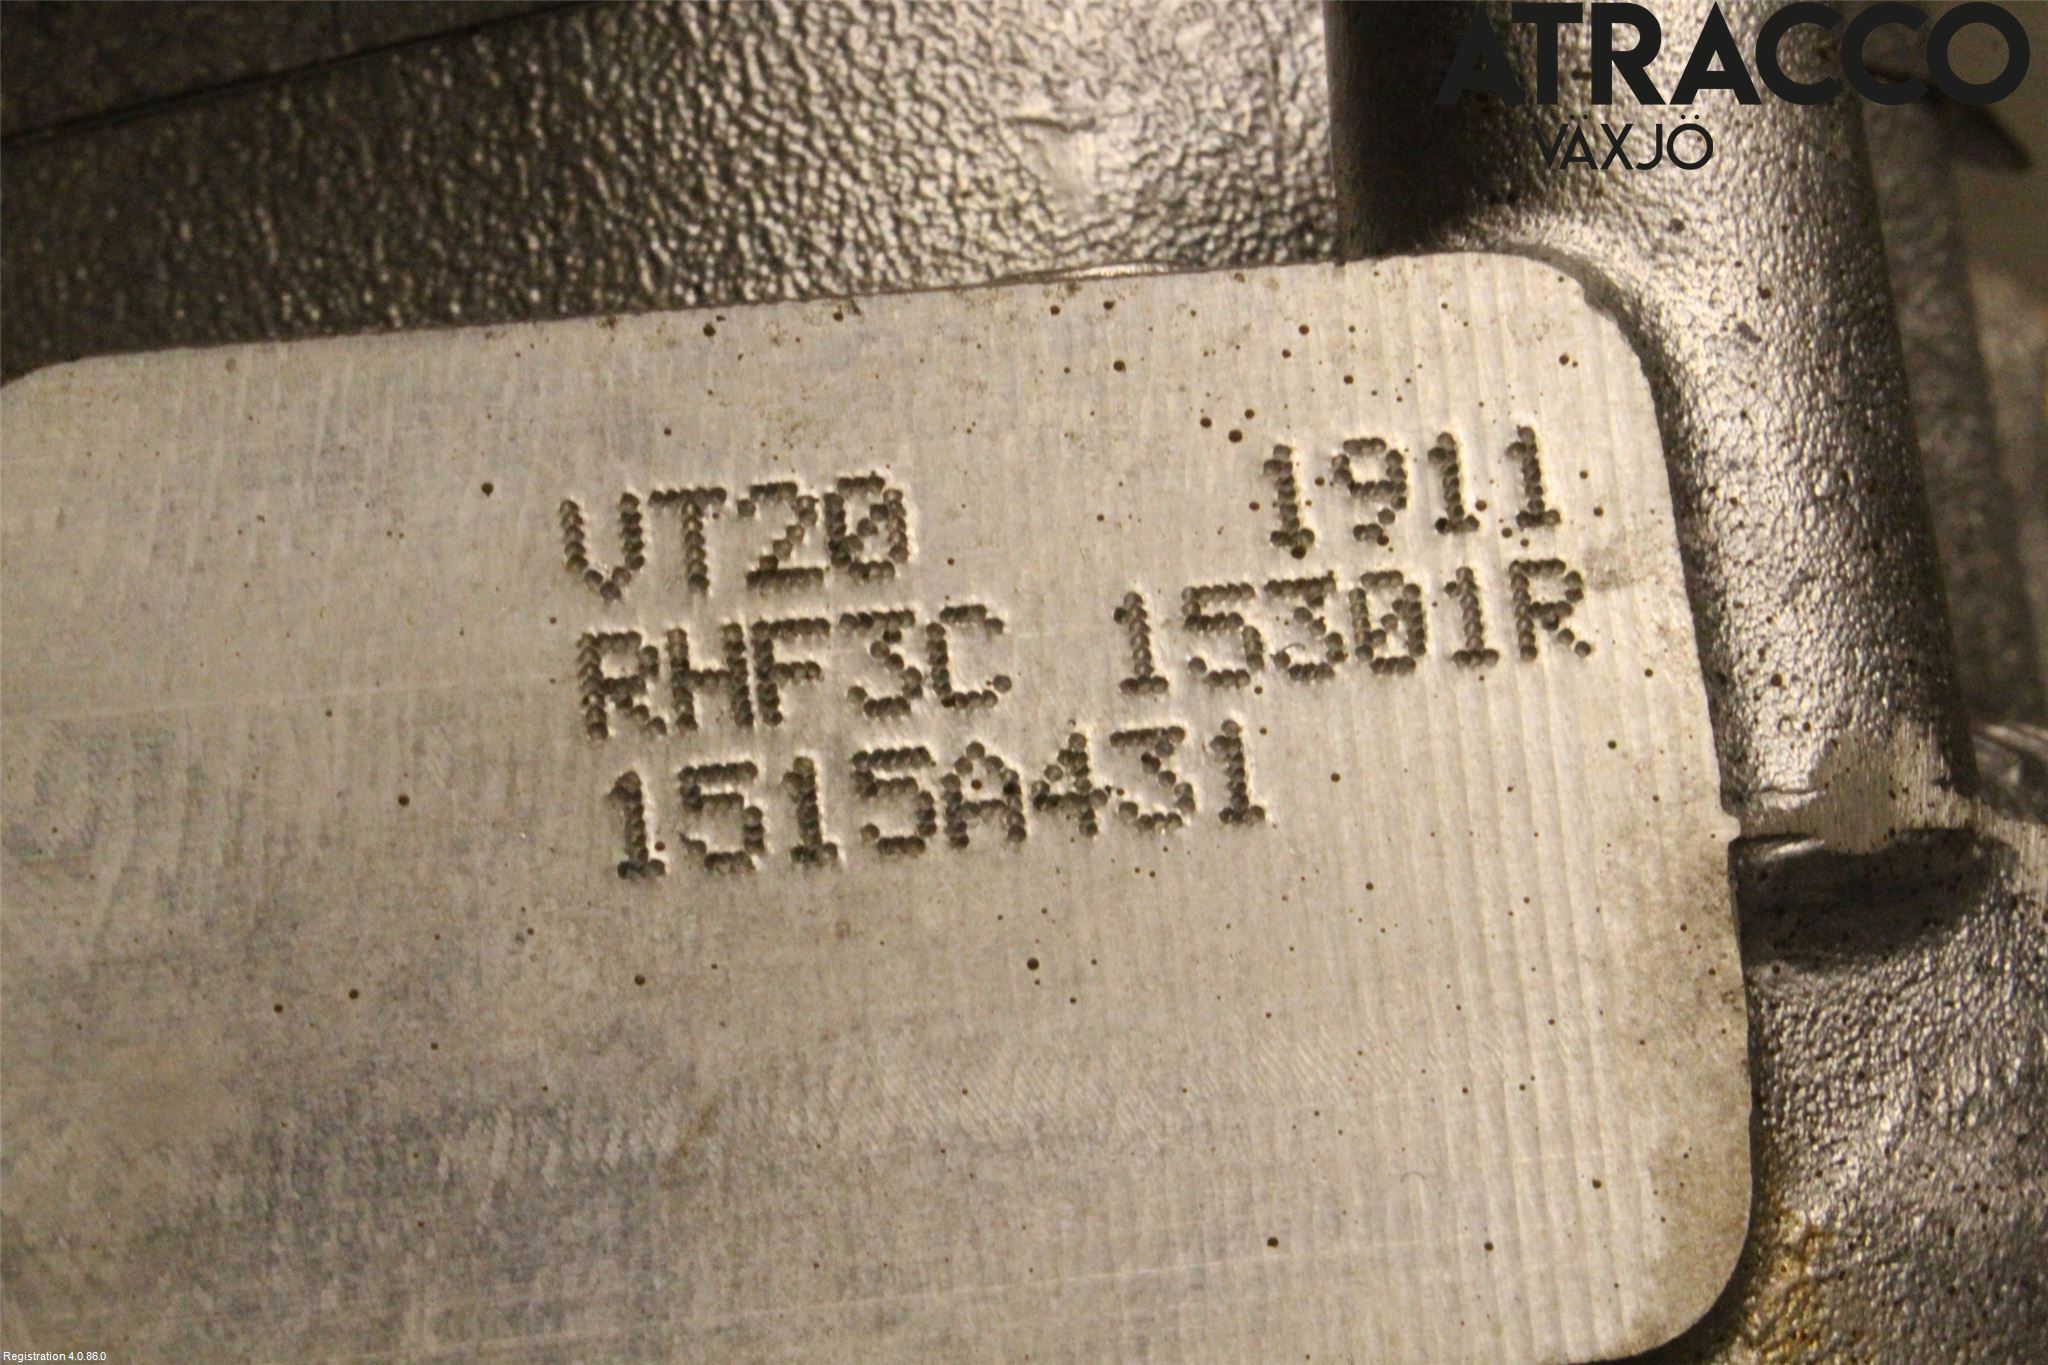 ATRACCO
VÄXJÖ
VT20 1911
RHF3C 15301R
1515A431
Registration 4.0.86.0